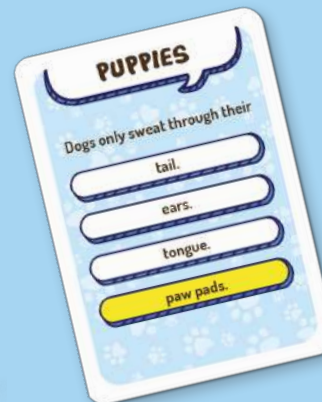 PUPPIES
Dogs only sweat through their
tail.
ears.
tongue.
paw pads.